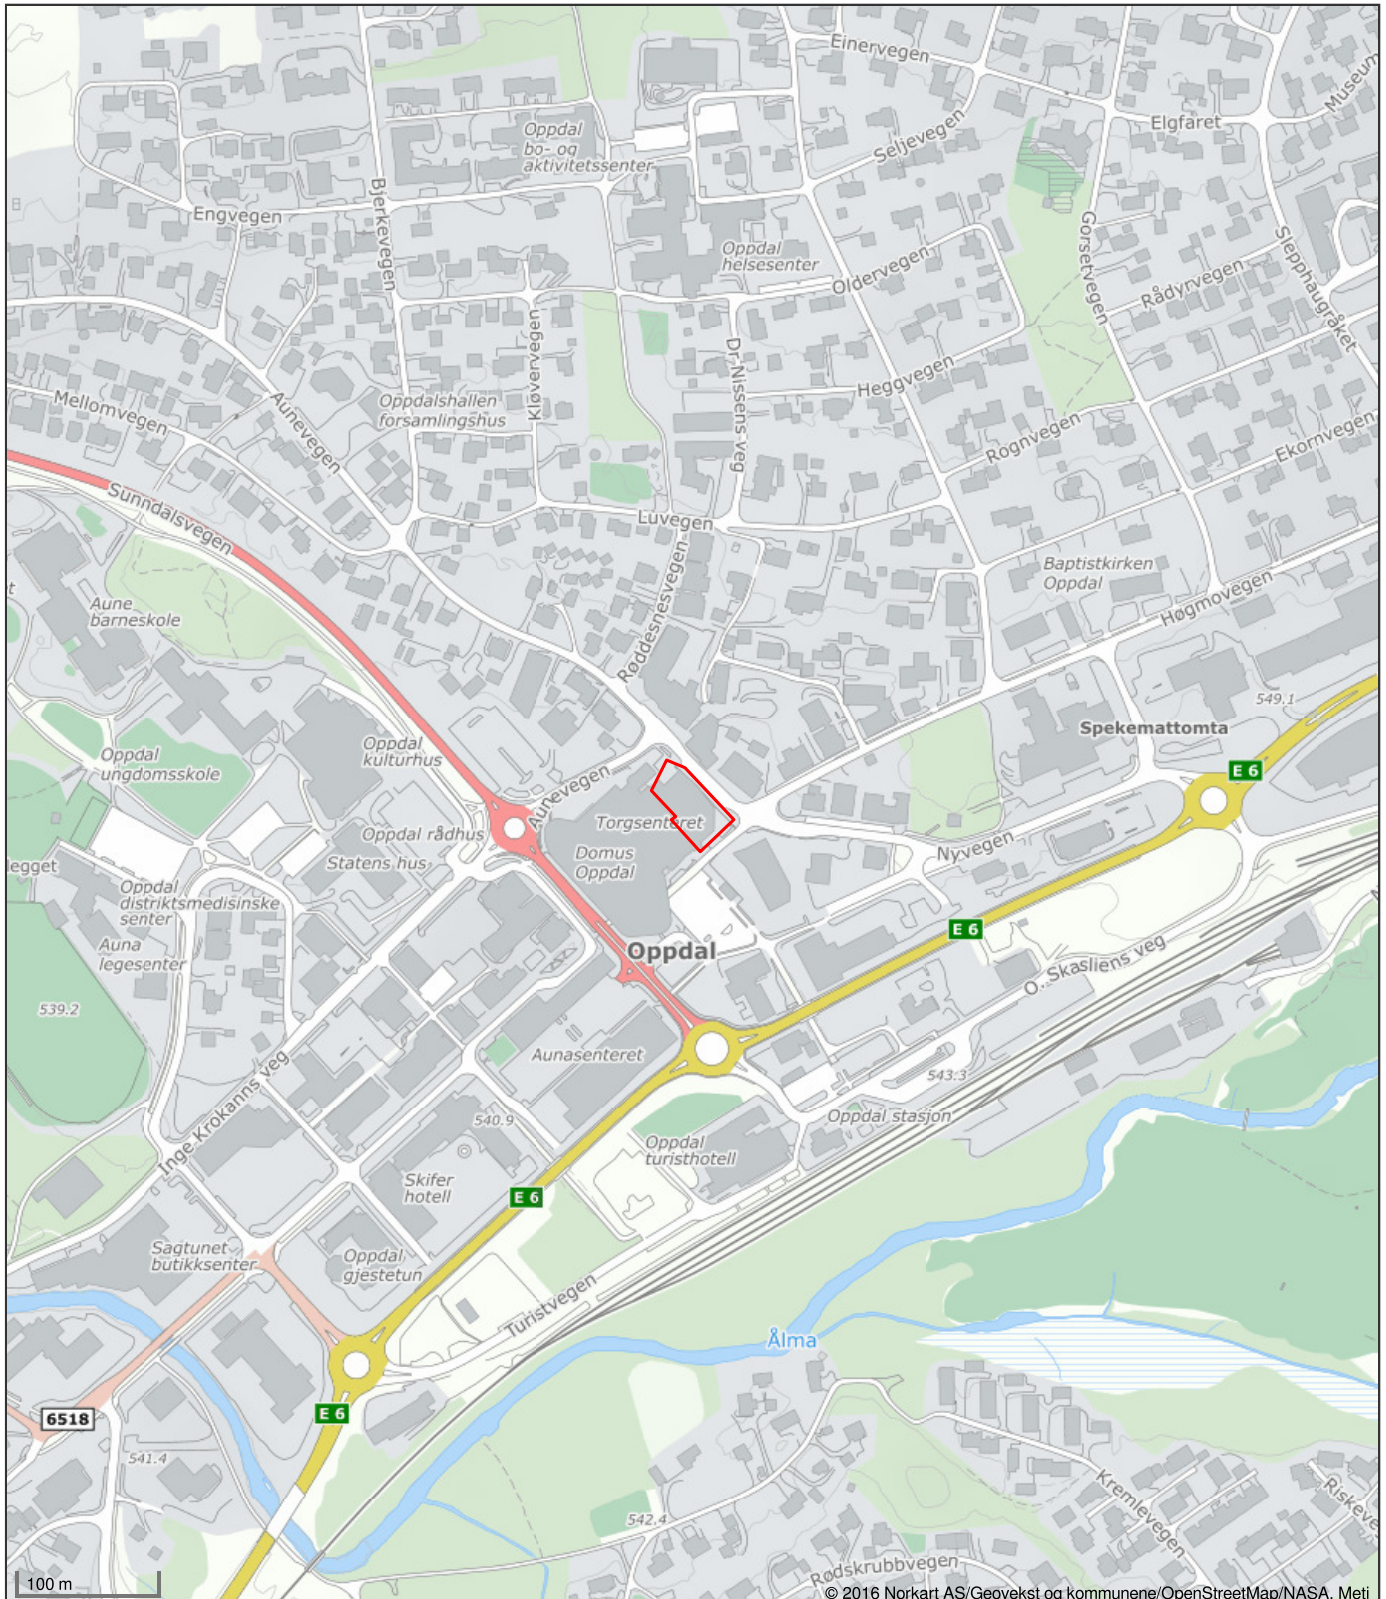 Einervegen
Museum
Elgfaret
Seljevegen
Oppdal
bo- og
aktivitetssenter
Bjerkevegen
Engvegen
Gorsetvegen
Slepphaugråket
Oppdal
helsesenter
Oldervegen
Rådyrvegen
Kløvervegen
Dr Nissens veg
Heggvegen
Mellomvegen
Aunevegen
Oppdalshallen
forsamlingshus
Rognvegen
Ekornvegen
Sunndalsvegen
Luvegen
Røddesnesvegen
Baptistkirken
Oppdal
Høgmovegen
t
Aune
barneskole
549.1
Spekemattomta
Oppdal
kulturhus
Oppdal
ungdomsskole
E 6
Aunevegen
Torgsenteret
Oppdal rådhus
Statens hus
Domus
Oppdal
Nyvegen
legget
Oppdal
distriktsmedisinske
senter
E 6
Auna
legesenter
Oppdal
O. Skasliens veg
539.2
Aunasenteret
543.3
Inge Krokanns veg
540.9
Oppdal stasjon
Oppdal
turisthotell
Skifer
hotell
E 6
Sagtunet
butikksenter
Oppdal
gjestetun
Turistvegen
Ålma
6518
E 6
541.4
Kremlevegen
Riskeve
542.4
Rødskrubbvegen
100 m
© 2016 Norkart AS/Geovekst og kommunene/OpenStreetMap/NASA, Meti